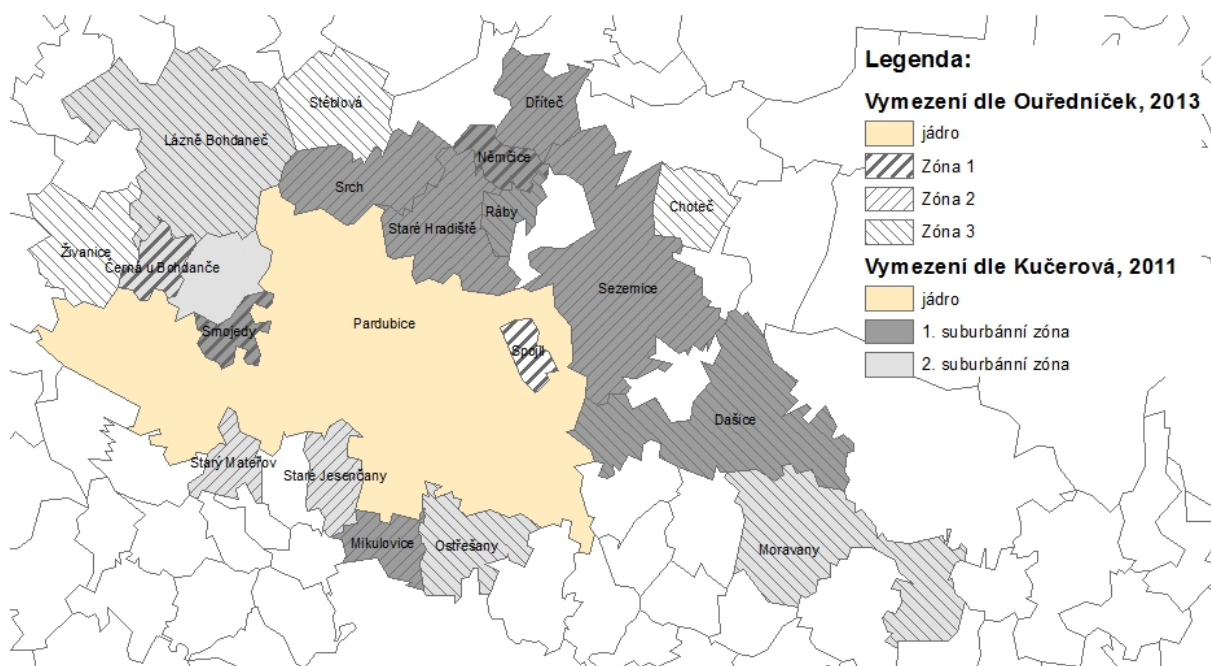 Legenda:
Vymezení dle Ouředníček, 2013
jádro
Zóna 1
Zóna 2
Zóna 3
Vymezení dle Kučerová, 2011
jádro
1. suburbánní zóna
2. suburbánní zóna
Stéblová
Dříteč
Lázně Bohdaneč
Němčice
Srch
Ráby
Choteč
Staré Hradiště
Živanice
Černá u Bohdanče
Sezemice
Smojedy
Pardubice
Spojil
Dašice
Starý Mateřov
Staré Jesenčany
Mikulovice
Ostřešany
Moravany